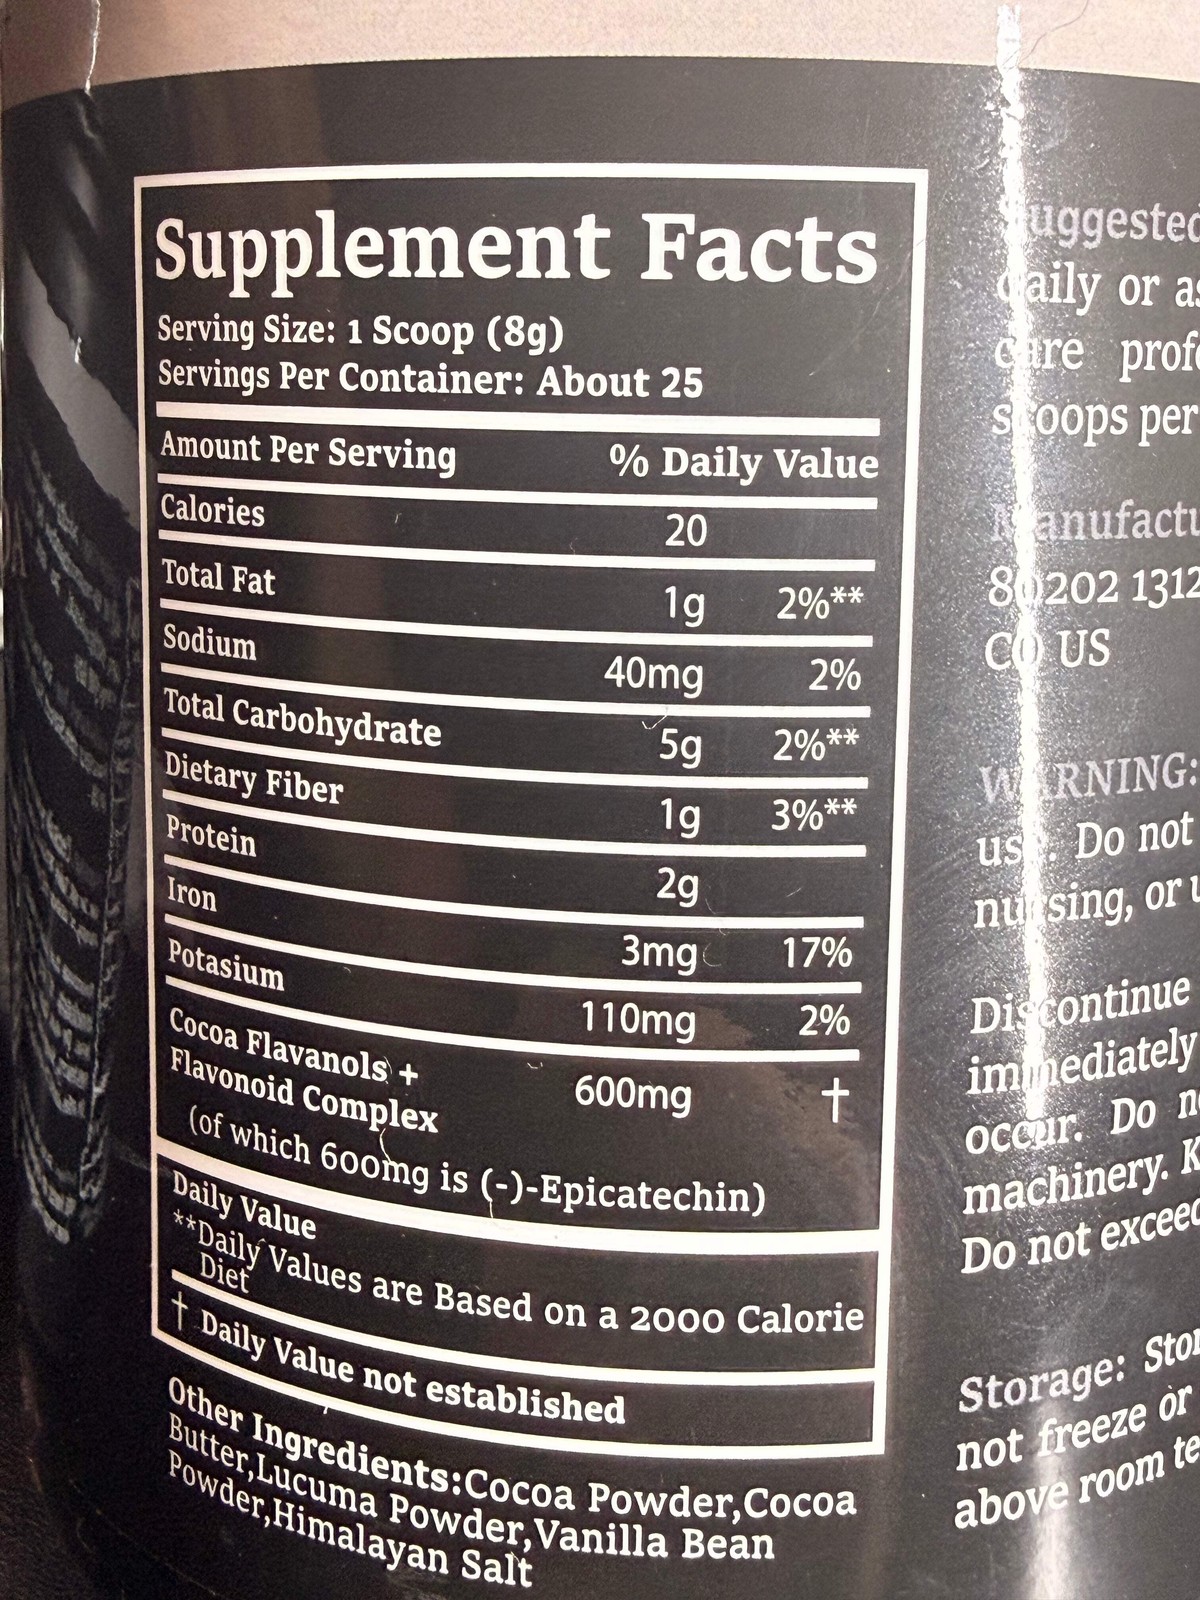 Supplement Facts
Serving Size: 1 Scoop (8g)
Servings Per Container: About 25
Amount Per Serving % Daily Value
Calories 20
Total Fat 1g 2%**
Sodium 40mg 2%
Total Carbohydrate 5g 2%**
Dietary Fiber 1g 3%**
Protein 2g
Iron 3mg 17%
Potasium 110mg 2%
Cocoa Flavanols +
Flavonoid Complex 600mg †
(of which 600mg is (-)-Epicatechin)
Daily Value
**Daily Values are Based on a 2000 Calorie
Diet
† Daily Value not established
Other Ingredients:Cocoa Powder,Cocoa
Butter,Lucuma Powder,Vanilla Bean
Powder,Himalayan Salt
Suggested
daily or as
care
scoops per
80202 1312
CO US
WARNING:
use. Do not
nursing, or
Discontinue
immediately
occur. Do
machinery.
Do not exceed
Storage:
not freeze or
above room